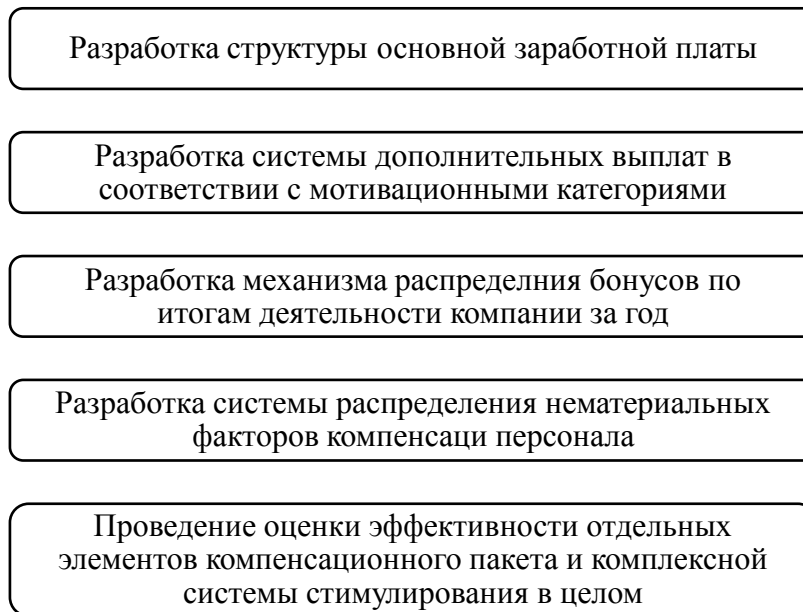 Разработка структуры основной заработной платы
Разработка системы дополнительных выплат в
соответствии с мотивационными категориями
Разработка механизма распределния бонусов по
итогам деятельности компании за год
Разработка системы распределения нематериальных
факторов компенсаци персонала
Проведение оценки эффективности отдельных
элементов компенсационного пакета и комплексной
системы стимулирования в целом